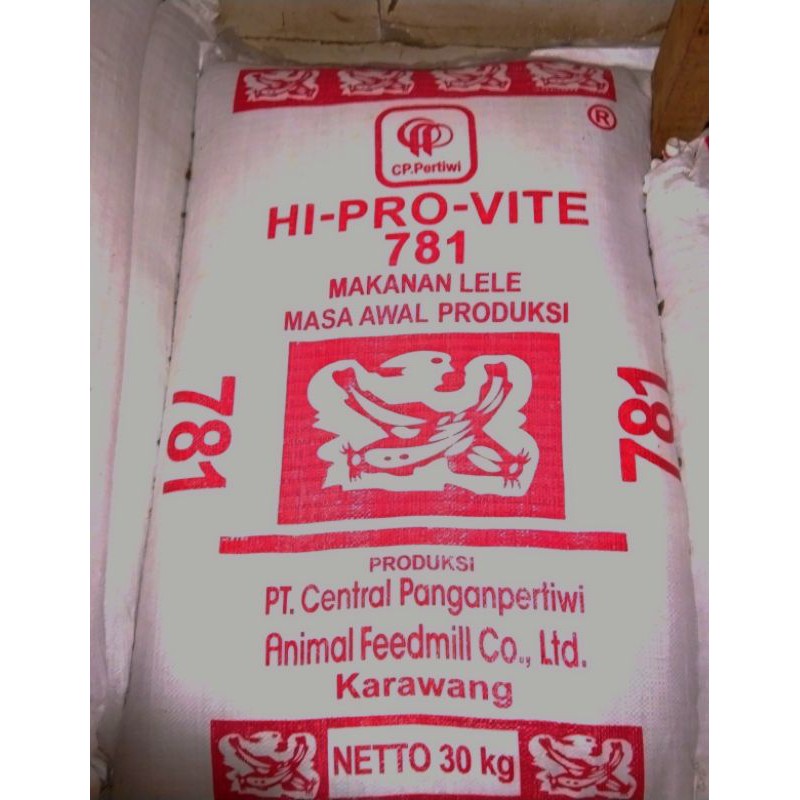 ®
CP.Pertiwi
HI-PRO-VITE
781
MAKANAN LELE
MASA AWAL PRODUKSI
781
781
PRODUKSI
PT. Central Panganpertiwi
Animal Feedmill Co., Ltd.
Karawang
NETTO 30 kg